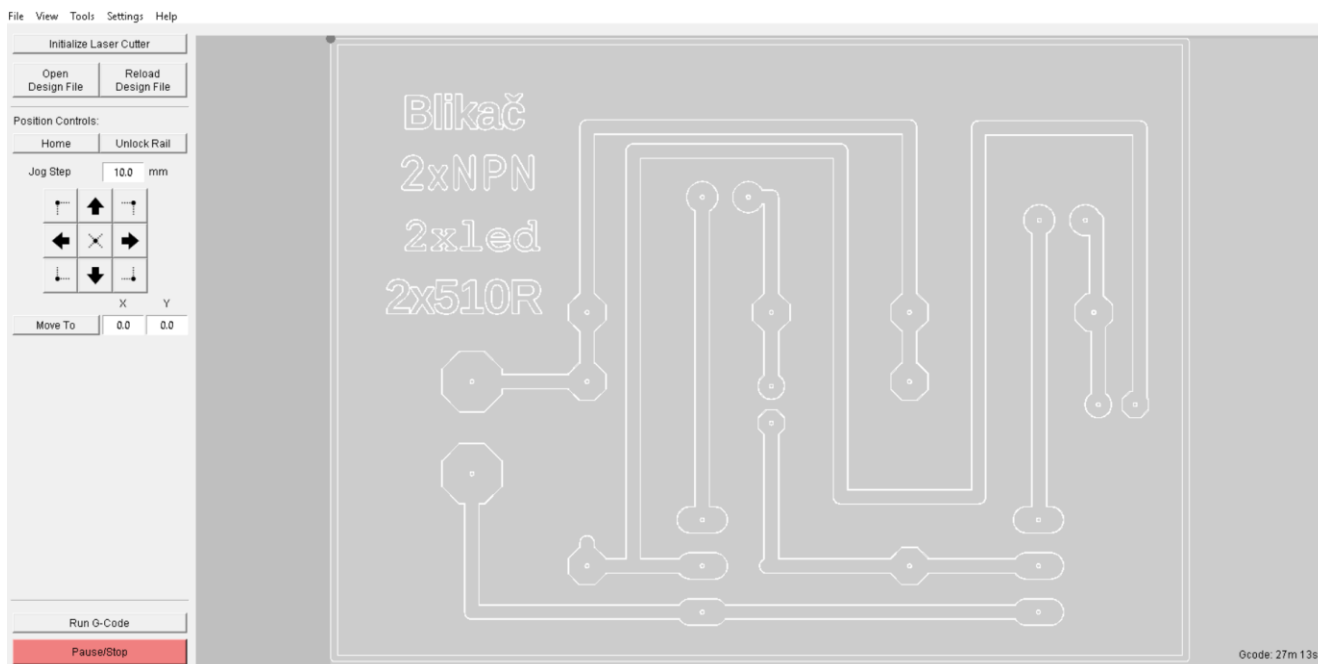 File View Tools Settings Help
Initialize Laser Cutter
Open Design File
Reload Design File
Position Controls:
Home Unlock Rail
Jog Step 10.0 mm
X Y
Move To 0.0 0.0
Run G-Code
Pause/Stop
Blikač
2xNPN
2xled
2x510R
Gcode: 27m 13s